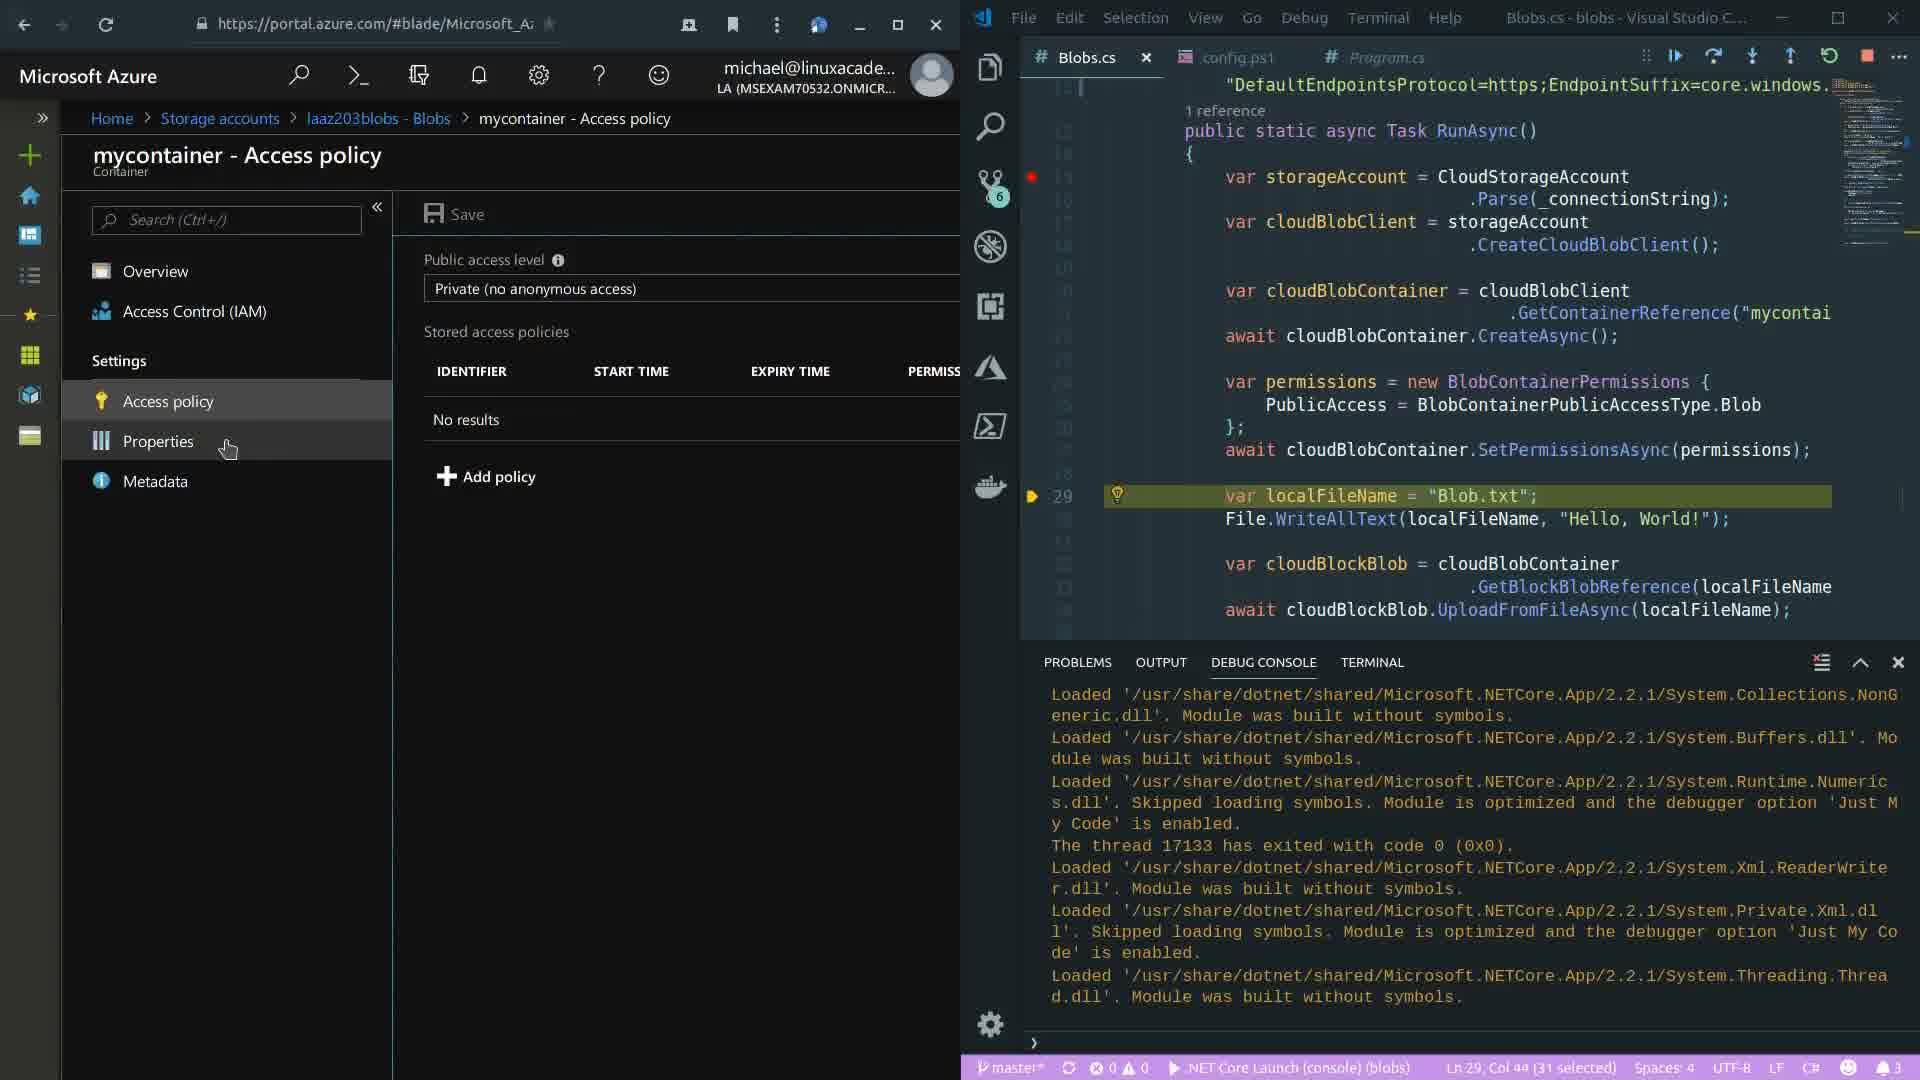 https://portal.azure.com/#blade/Microsoft_Az
Microsoft Azure
michael@linuxacade...
LA (MSEXAM70532.ONMICR...
Home > Storage accounts > laaz203blobs - Blobs > mycontainer - Access policy
mycontainer - Access policy
Container
Search (Ctrl+/)
Overview
Access Control (IAM)
Settings
Access policy
Properties
Metadata
Save
Public access level
Private (no anonymous access)
Stored access policies
IDENTIFIER START TIME EXPIRY TIME PERMISS
No results
Add policy
File Edit Selection View Go Debug Terminal Help Blobs.cs - blobs - Visual Studio C...
# Blobs.cs config.ps1 # Program.cs
"DefaultEndpointsProtocol=https;EndpointSuffix=core.windows.
1 reference
public static async Task RunAsync()
{
var storageAccount = CloudStorageAccount
.Parse(_connectionString);
var cloudBlobClient = storageAccount
.CreateCloudBlobClient();
var cloudBlobContainer = cloudBlobClient
.GetContainerReference("mycontai
await cloudBlobContainer.CreateAsync();
var permissions = new BlobContainerPermissions {
PublicAccess = BlobContainerPublicAccessType.Blob
};
await cloudBlobContainer.SetPermissionsAsync(permissions);
29 var localFileName = "Blob.txt";
File.WriteAllText(localFileName, "Hello, World!");
var cloudBlockBlob = cloudBlobContainer
.GetBlockBlobReference(localFileName
await cloudBlockBlob.UploadFromFileAsync(localFileName);
6
PROBLEMS OUTPUT DEBUG CONSOLE TERMINAL
Loaded '/usr/share/dotnet/shared/Microsoft.NETCore.App/2.2.1/System.Collections.NonG
eneric.dll'. Module was built without symbols.
Loaded '/usr/share/dotnet/shared/Microsoft.NETCore.App/2.2.1/System.Buffers.dll'. Mo
dule was built without symbols.
Loaded '/usr/share/dotnet/shared/Microsoft.NETCore.App/2.2.1/System.Runtime.Numeric
s.dll'. Skipped loading symbols. Module is optimized and the debugger option 'Just M
y Code' is enabled.
The thread 17133 has exited with code 0 (0x0).
Loaded '/usr/share/dotnet/shared/Microsoft.NETCore.App/2.2.1/System.Xml.ReaderWrite
r.dll'. Module was built without symbols.
Loaded '/usr/share/dotnet/shared/Microsoft.NETCore.App/2.2.1/System.Private.Xml.dl
l'. Skipped loading symbols. Module is optimized and the debugger option 'Just My Co
de' is enabled.
Loaded '/usr/share/dotnet/shared/Microsoft.NETCore.App/2.2.1/System.Threading.Threa
d.dll'. Module was built without symbols.
master* 0 0 .NET Core Launch (console) (blobs) Ln 29, Col 44 (31 selected) Spaces: 4 UTF-8 LF C# 3